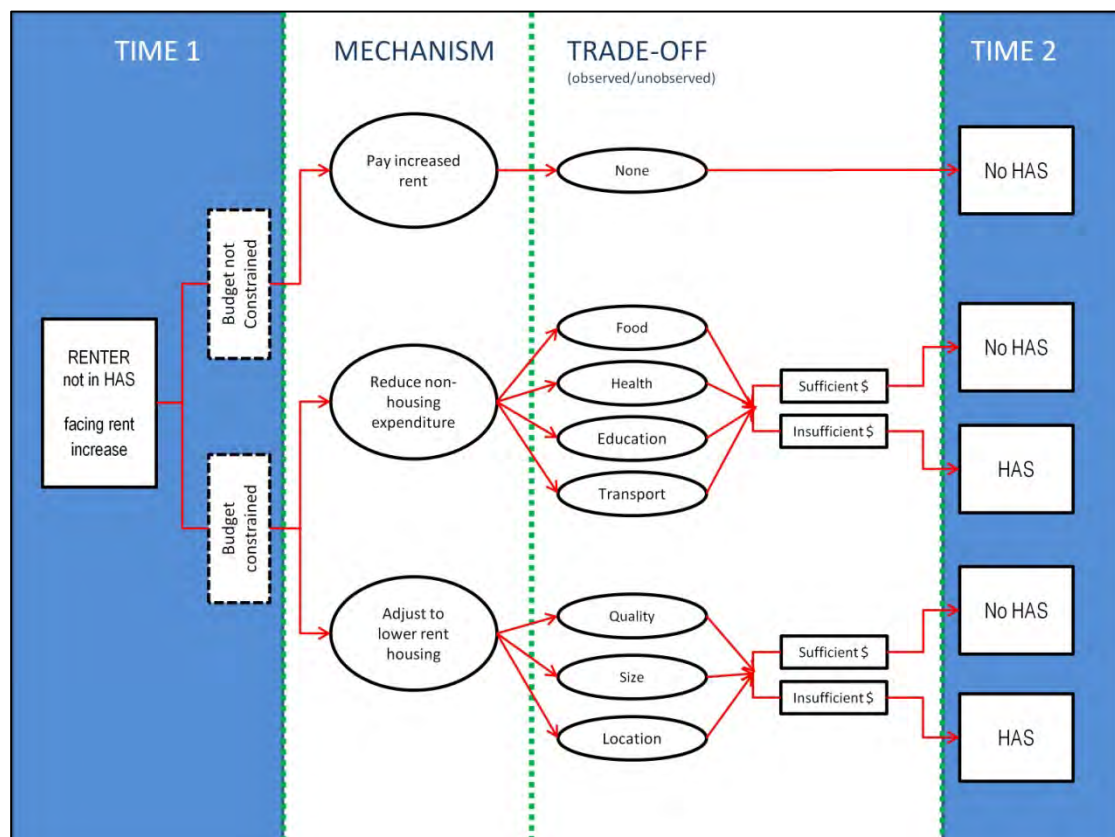 TIME 1
MECHANISM
TRADE-OFF
(observed/unobserved)
TIME 2
Pay increased
rent
None
No HAS
Budget not
Constrained
RENTER
not in HAS
facing rent
increase
Budget
constrained
Reduce non-
housing
expenditure
Food
Health
Education
Transport
Sufficient $
Insufficient $
No HAS
HAS
Adjust to
lower rent
housing
Quality
Size
Location
Sufficient $
Insufficient $
No HAS
HAS